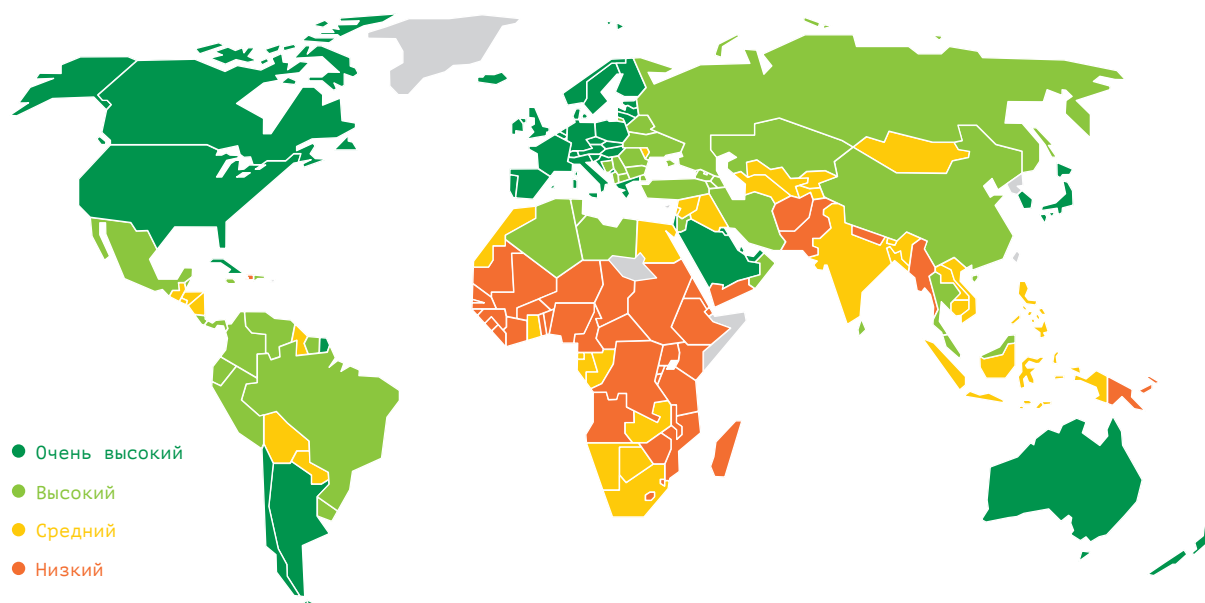 Очень высокий
Высокий
Средний
Низкий